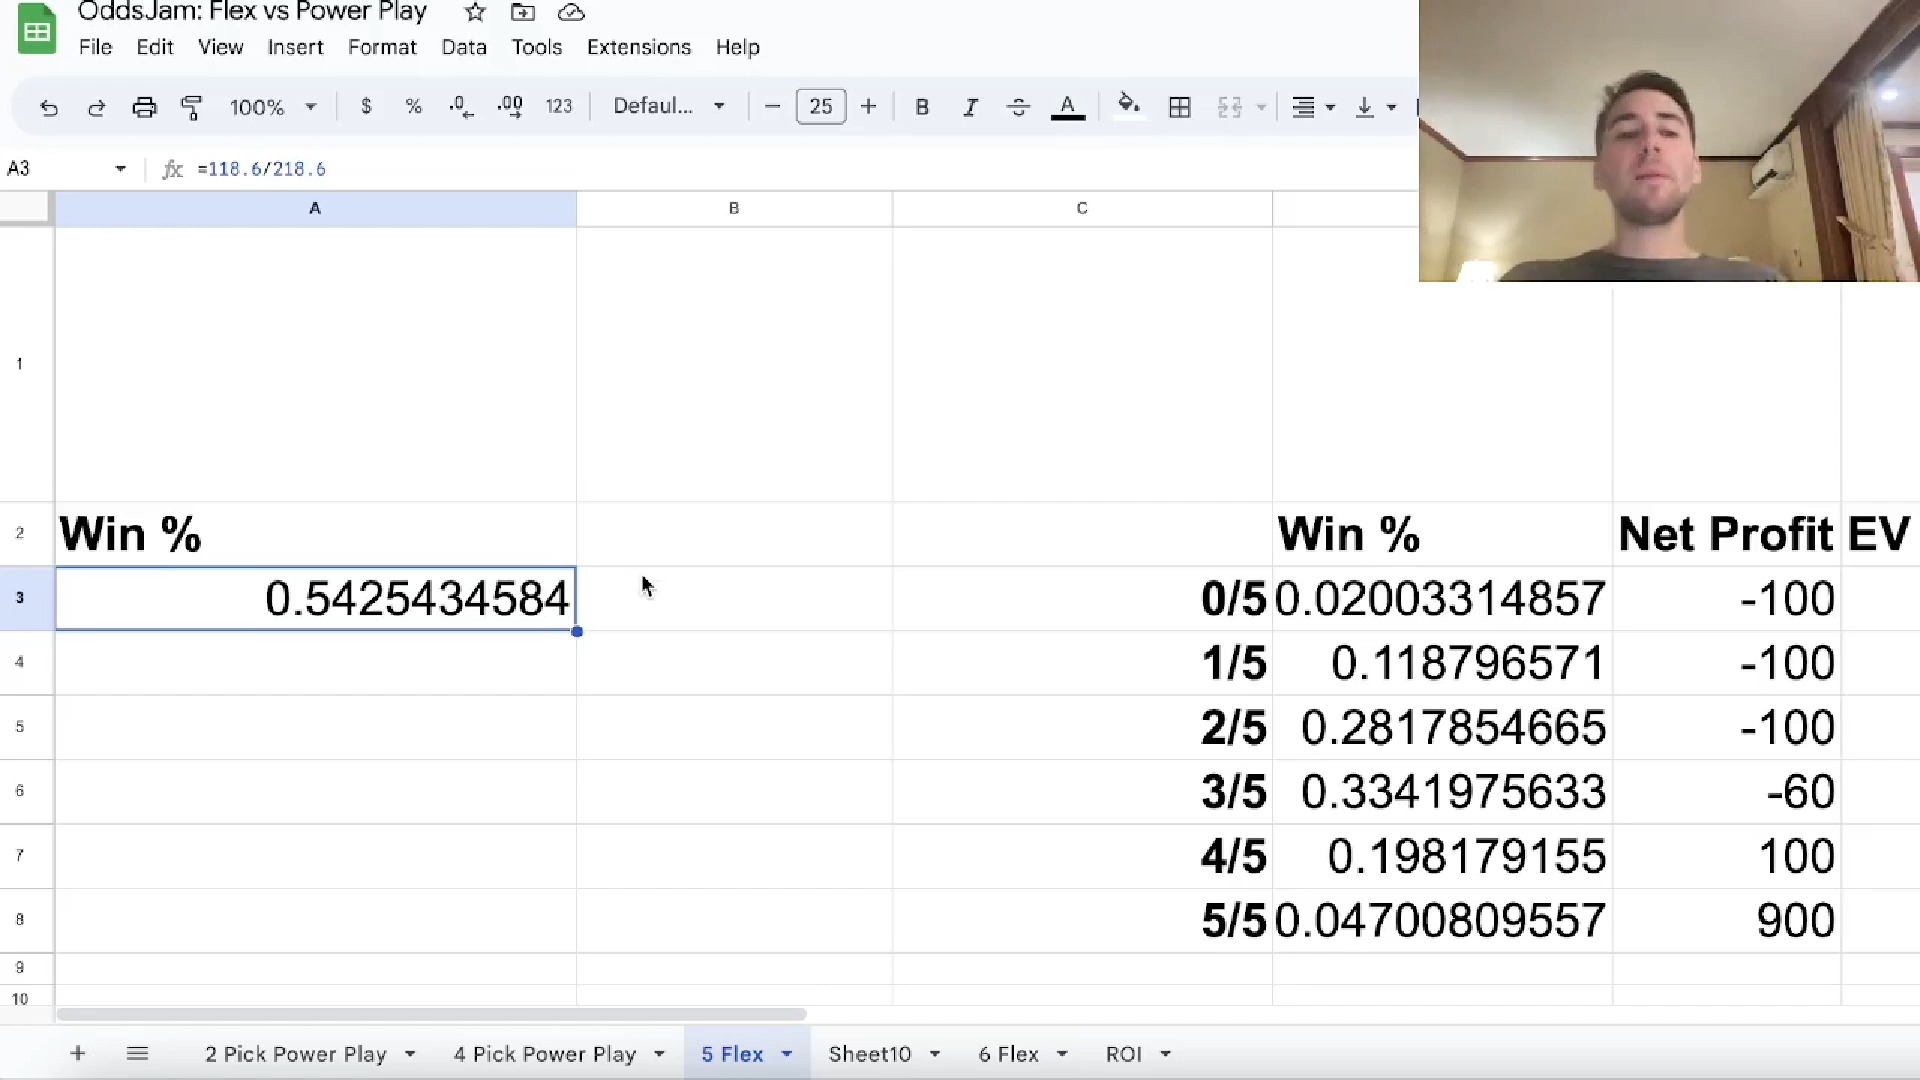 OddsJam: Flex vs Power Play
File Edit View Insert Format Data Tools Extensions Help
100% $ % .0 .00 123 Defaul... 25 B I A
A3 fx =118.6/218.6
A B C
1
2 Win % Win % Net Profit EV
3 0.5425434584 0/5 0.02003314857 -100
4 1/5 0.118796571 -100
5 2/5 0.2817854665 -100
6 3/5 0.3341975633 -60
7 4/5 0.198179155 100
8 5/5 0.04700809557 900
9
10
2 Pick Power Play 4 Pick Power Play 5 Flex Sheet10 6 Flex ROI